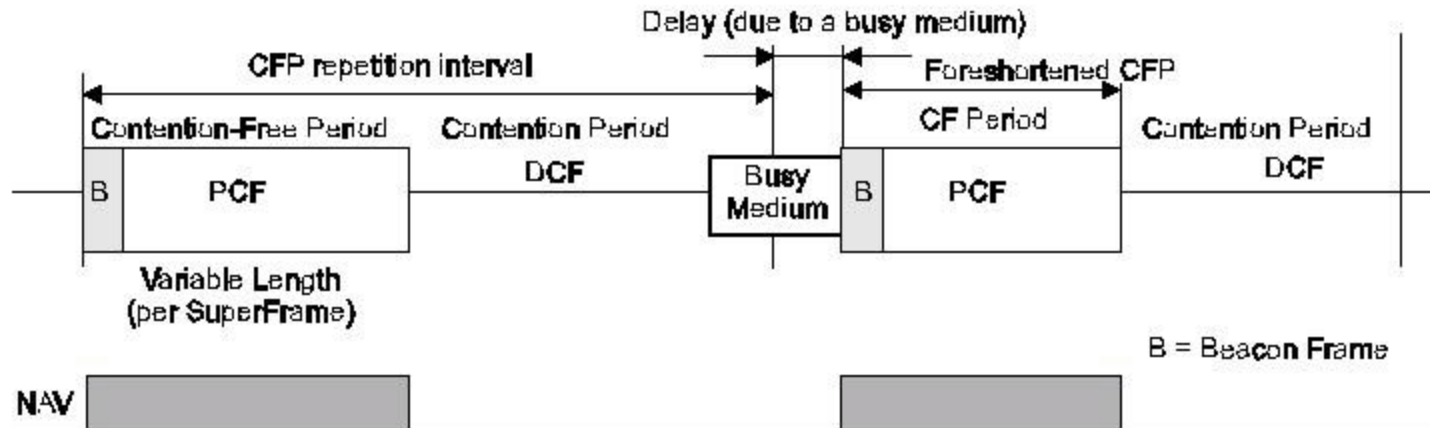 Delay (due to a busy medium)
CFP repetition interval
Foreshortened CFP
Contention-Free Period
Contention Period
CF Period
Contention Period
B
PCF
DCF
Busy
Medium
B
PCF
DCF
Variable Length
(per SuperFrame)
B = Beacon Frame
NAV